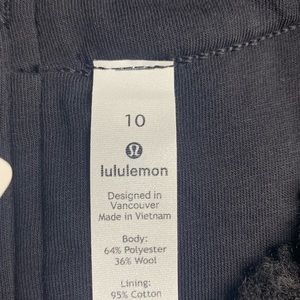 10
lululemon
Designed in
Vancouver
Made in Vietnam
Body:
64% Polyester
36% Wool
Lining:
95% Cotton